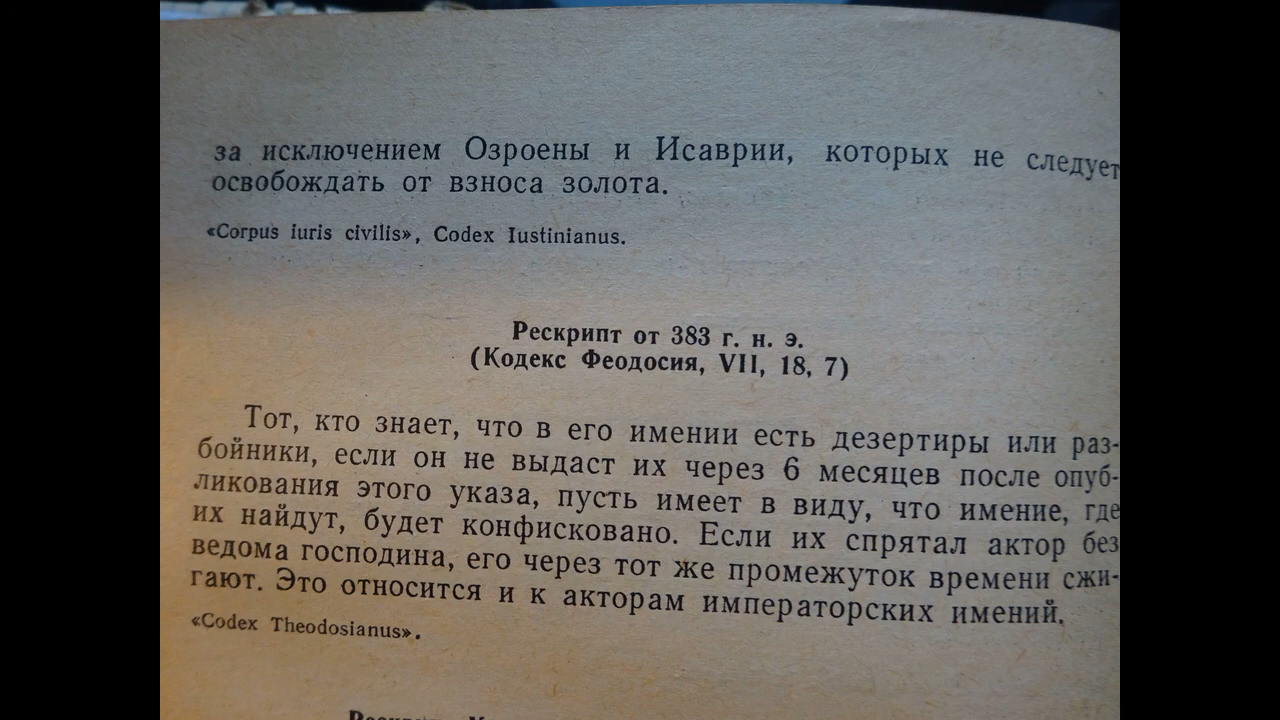 за исключением Озроены и Исаврии, которых не следует
освобождать от взноса золота.
«Corpus iuris civilis», Codex Iustinianus.
Рескрипт от 383 г. н. э.
(Кодекс Феодосия, VII, 18, 7)
Тот, кто знает, что в его имении есть дезертиры или раз-
бойники, если он не выдаст их через 6 месяцев после опуб-
ликования этого указа, пусть имеет в виду, что имение, где
их найдут, будет конфисковано. Если их спрятал актор без
ведома господина, его через тот же промежуток времени сжи-
гают. Это относится и к акторам императорских имений.
«Codex Theodosianus».